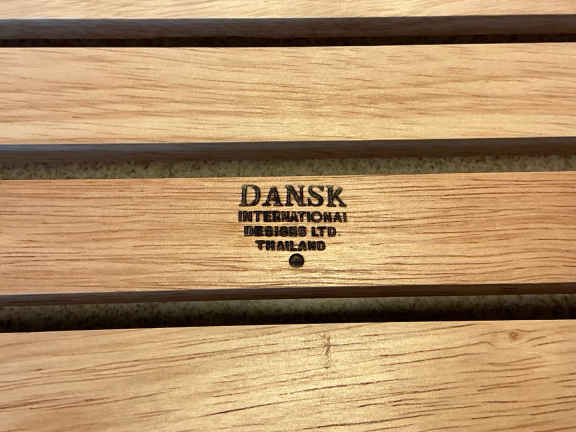 DANSK
INTERNATIONAL
DESIGNS LTD.
THAILAND